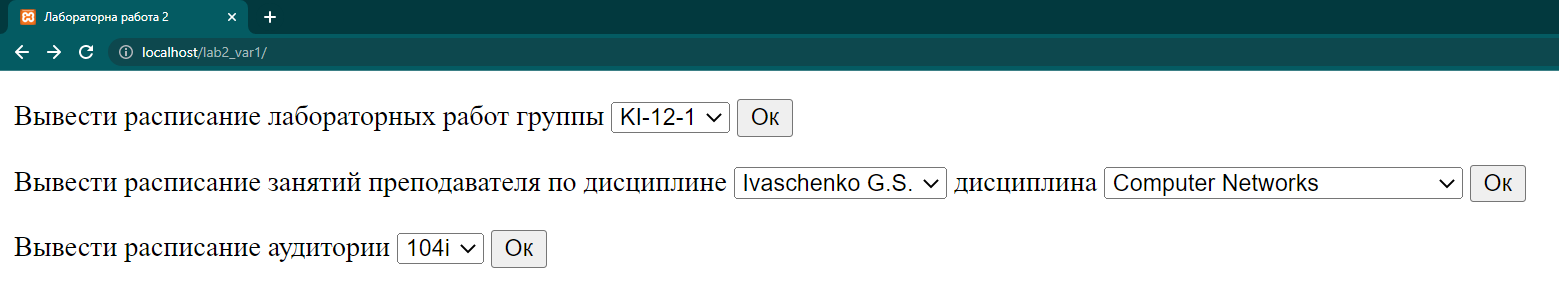 Лабораторна работа 2
localhost/lab2_var1/
Вывести расписание лабораторных работ группы KI-12-1 Ок
Вывести расписание занятий преподавателя по дисциплине Ivaschenko G.S. дисциплина Computer Networks Ок
Вывести расписание аудитории 104i Ок